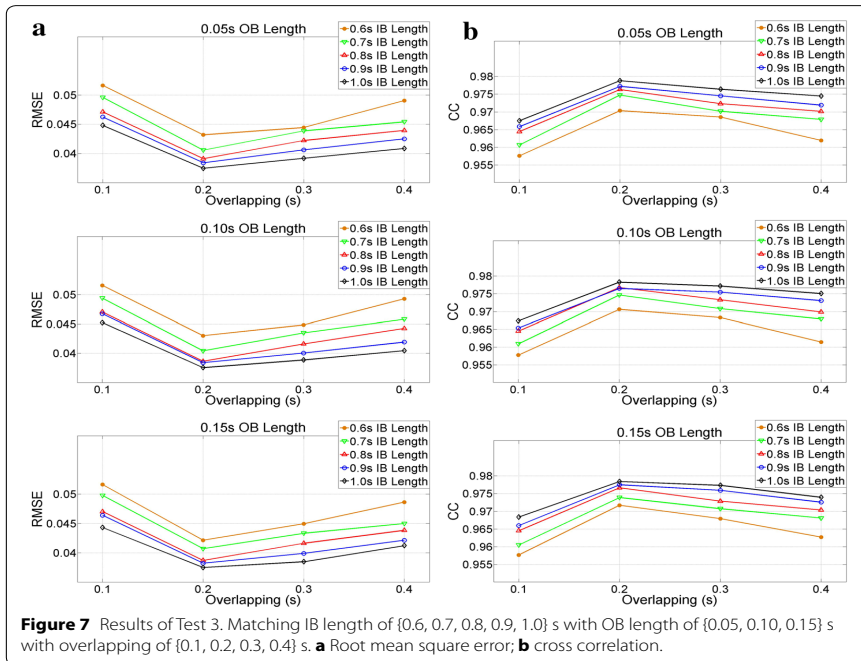 a
0.05s OB Length
0.6s IB Length
0.7s IB Length
0.8s IB Length
0.9s IB Length
1.0s IB Length
RMSE
0.05
0.045
0.04
0.1 0.2 0.3 0.4
Overlapping (s)
0.10s OB Length
0.6s IB Length
0.7s IB Length
0.8s IB Length
0.9s IB Length
1.0s IB Length
RMSE
0.05
0.045
0.04
0.1 0.2 0.3 0.4
Overlapping (s)
0.15s OB Length
0.6s IB Length
0.7s IB Length
0.8s IB Length
0.9s IB Length
1.0s IB Length
RMSE
0.05
0.045
0.04
0.1 0.2 0.3 0.4
Overlapping (s)
b
0.05s OB Length
0.6s IB Length
0.7s IB Length
0.8s IB Length
0.9s IB Length
1.0s IB Length
CC
0.98
0.975
0.97
0.965
0.96
0.955
0.1 0.2 0.3 0.4
Overlapping (s)
0.10s OB Length
0.6s IB Length
0.7s IB Length
0.8s IB Length
0.9s IB Length
1.0s IB Length
CC
0.98
0.975
0.97
0.965
0.96
0.955
0.1 0.2 0.3 0.4
Overlapping (s)
0.15s OB Length
0.6s IB Length
0.7s IB Length
0.8s IB Length
0.9s IB Length
1.0s IB Length
CC
0.98
0.975
0.97
0.965
0.96
0.955
0.1 0.2 0.3 0.4
Overlapping (s)
Figure 7 Results of Test 3. Matching IB length of {0.6, 0.7, 0.8, 0.9, 1.0} s with OB length of {0.05, 0.10, 0.15} s
with overlapping of {0.1, 0.2, 0.3, 0.4} s. a Root mean square error; b cross correlation.